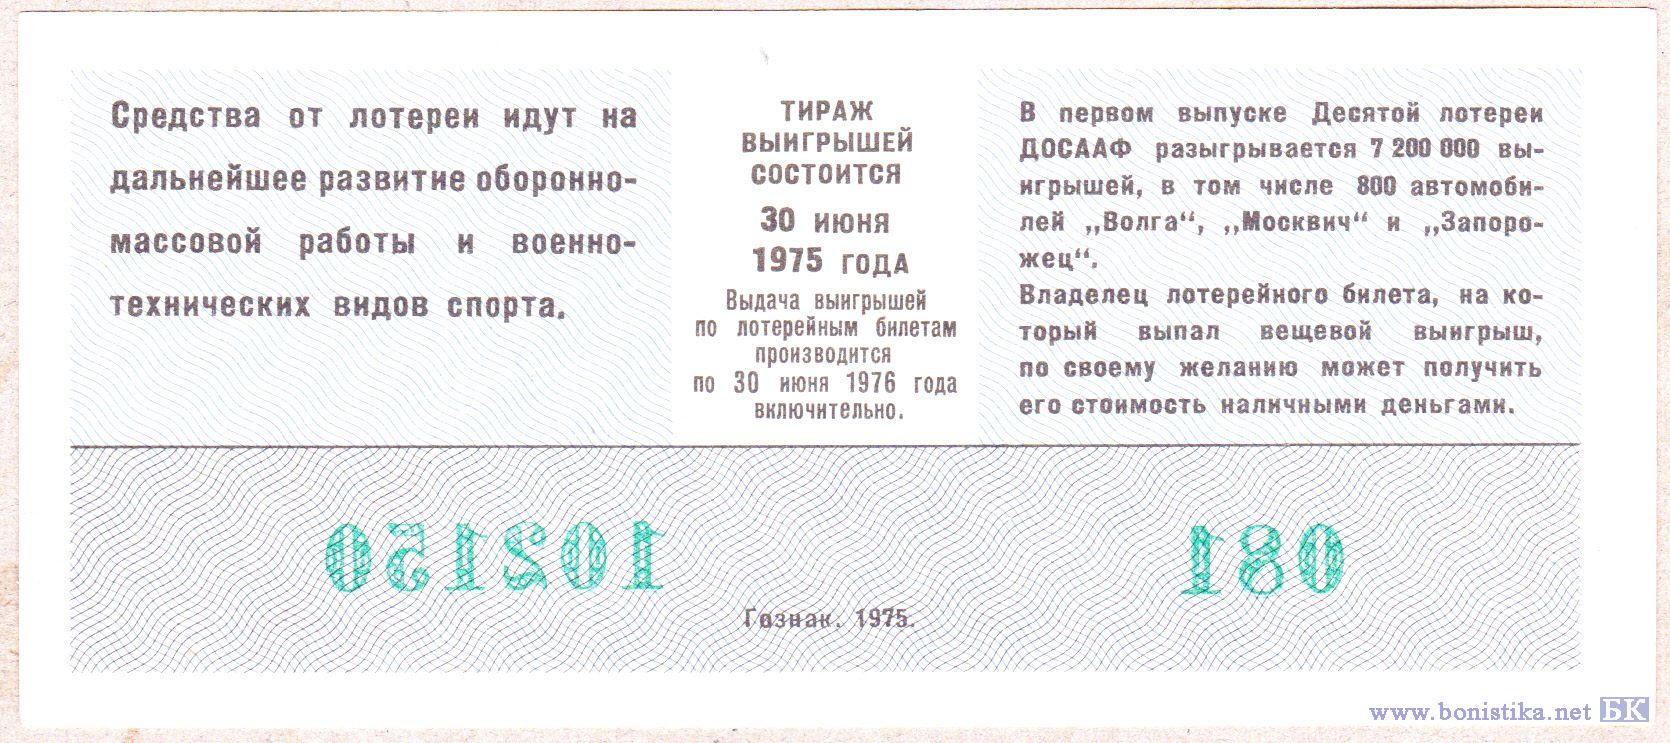 Средства от лотереи идут на
дальнейшее развитие оборонно-
массовой работы и военно-
технических видов спорта.
ТИРАЖ
ВЫИГРЫШЕЙ
СОСТОИТСЯ
30 ИЮНЯ
1975 ГОДА
Выдача выигрышей
по лотерейным билетам
производится
по 30 июня 1976 года
включительно.
В первом выпуске Десятой лотереи
ДОСААФ разыгрывается 7 200 000 вы-
игрышей, в том числе 800 автомоби-
лей „Волга“, „Москвич“ и „Запоро-
жец“.
Владелец лотерейного билета, на ко-
торый выпал вещевой выигрыш,
по своему желанию может получить
его стоимость наличными деньгами.
102150
081
Гознак. 1975.
www.bonistika.net БК